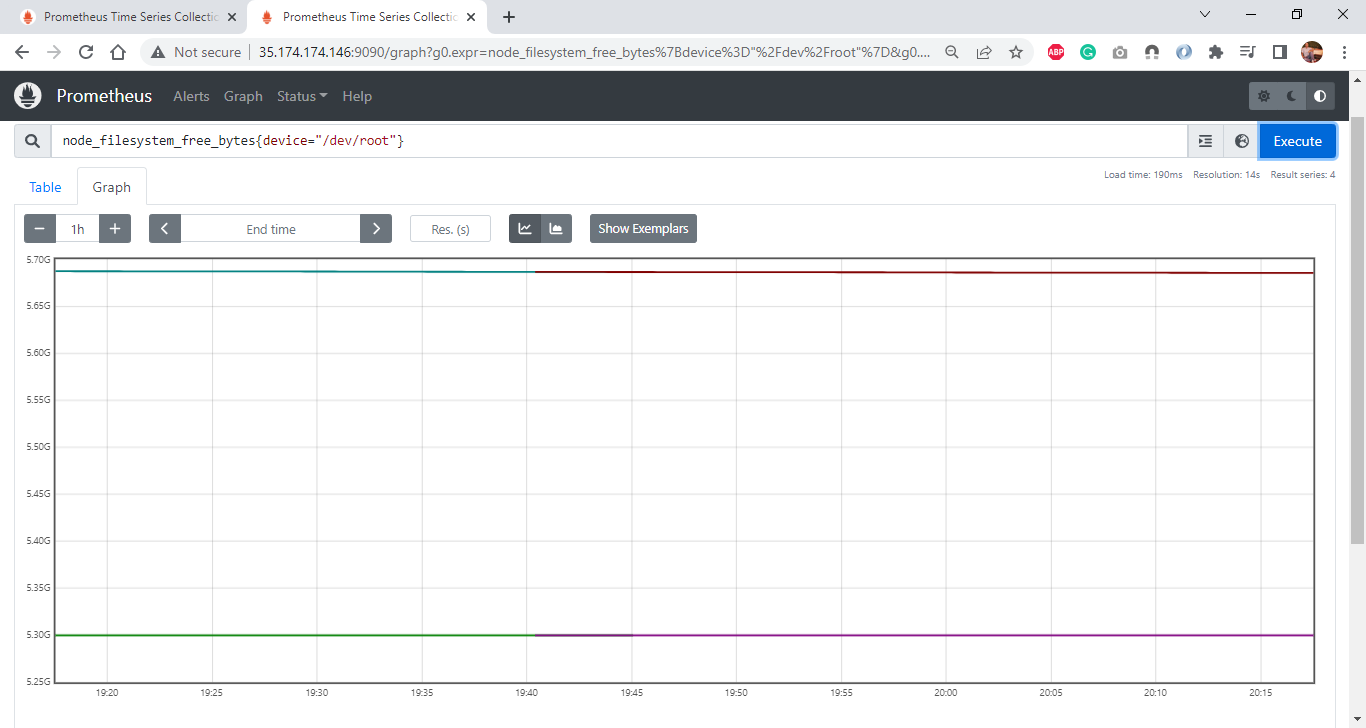 Prometheus Time Series Collectic
Prometheus Time Series Collectic
Not secure
35.174.174.146:9090/graph?g0.expr=node_filesystem_free_bytes%7Bdevice%3D"%2Fdev%2Froot"%7D&g0....
ABP
Prometheus
Alerts
Graph
Status
Help
node_filesystem_free_bytes{device="/dev/root"}
Execute
Load time: 190ms Resolution: 14s Result series: 4
Table
Graph
1h
End time
Res. (s)
Show Exemplars
5.70G
5.65G
5.60G
5.55G
5.50G
5.45G
5.40G
5.35G
5.30G
5.25G
19:20 19:25 19:30 19:35 19:40 19:45 19:50 19:55 20:00 20:05 20:10 20:15